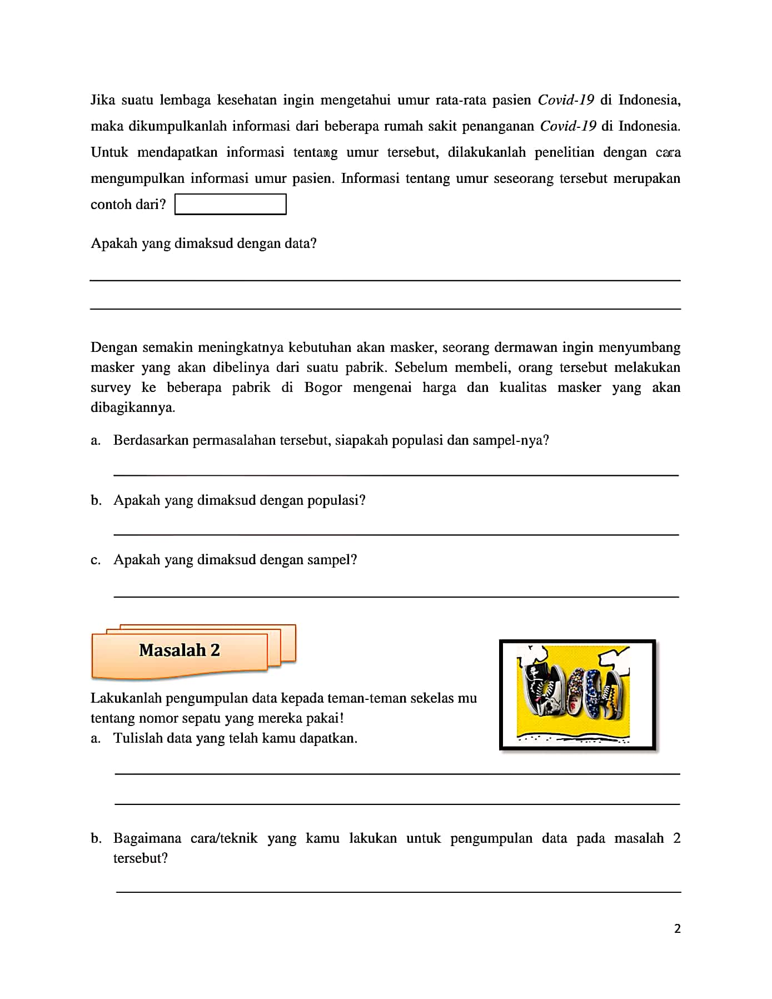 Jika suatu lembaga kesehatan ingin mengetahui umur rata-rata pasien Covid-19 di Indonesia,
maka dikumpulkanlah informasi dari beberapa rumah sakit penanganan Covid-19 di Indonesia.
Untuk mendapatkan informasi tentang umur tersebut, dilakukanlah penelitian dengan cara
mengumpulkan informasi umur pasien. Informasi tentang umur seseorang tersebut merupakan
contoh dari?
Apakah yang dimaksud dengan data?
Dengan semakin meningkatnya kebutuhan akan masker, seorang dermawan ingin menyumbang
masker yang akan dibelinya dari suatu pabrik. Sebelum membeli, orang tersebut melakukan
survey ke beberapa pabrik di Bogor mengenai harga dan kualitas masker yang akan
dibagikannya.
a. Berdasarkan permasalahan tersebut, siapakah populasi dan sampel-nya?
b. Apakah yang dimaksud dengan populasi?
c. Apakah yang dimaksud dengan sampel?
Masalah 2
Lakukanlah pengumpulan data kepada teman-teman sekelas mu
tentang nomor sepatu yang mereka pakai!
a. Tulislah data yang telah kamu dapatkan.
b. Bagaimana cara/teknik yang kamu lakukan untuk pengumpulan data pada masalah 2
tersebut?
2